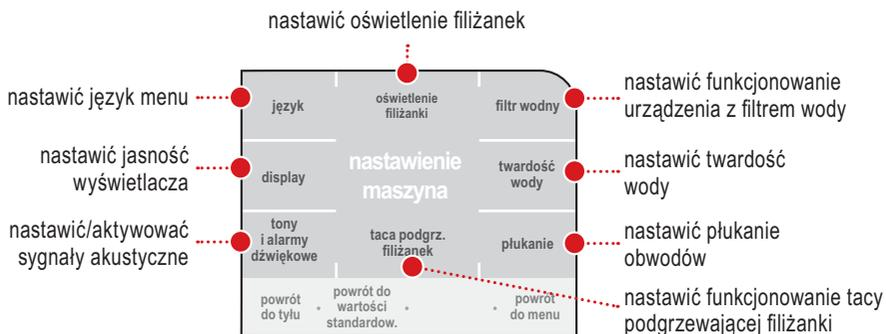 nastawić oświetlenie filiżanek
nastawić język menu
nastawić jasność
wyświetlacza
nastawić/aktywować
sygnały akustyczne
język
oświetlenie
filiżanki
filtr wodny
display
nastawienie
maszyna
twardość
wody
tony
i alarmy
dźwiękowe
taca podgrz.
filiżanek
płukanie
powrót
do tyłu
powrót do
wartości
standardow.
powrót
do menu
nastawić funkcjonowanie
urządzenia z filtrem wody
nastawić twardość
wody
nastawić płukanie
obwodów
nastawić funkcjonowanie tacy
podgrzewającej filiżanki